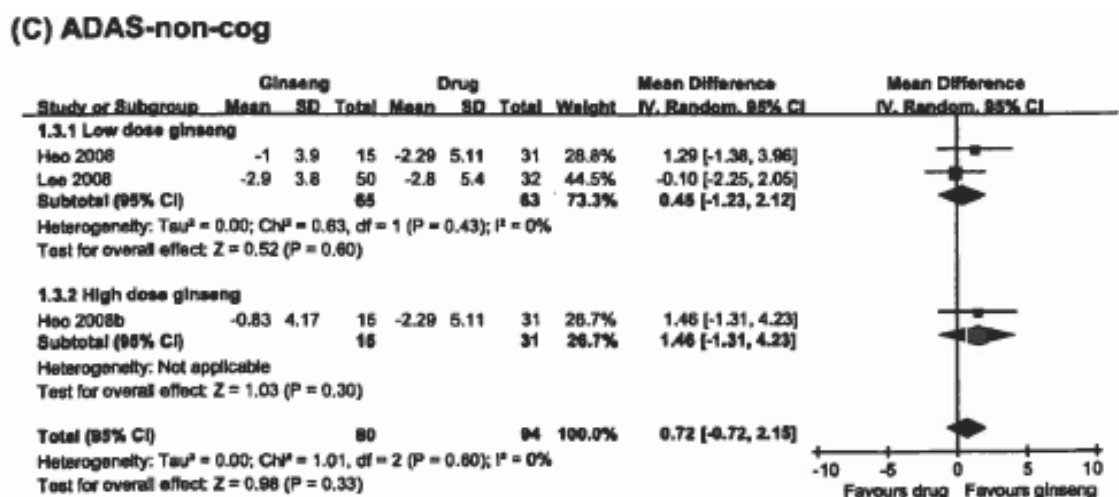 (C) ADAS-non-cog
Ginseng Drug Mean Difference Mean Difference
Study or Subgroup Mean SD Total Mean SD Total Weight IV, Random, 95% CI IV, Random, 95% CI
1.3.1 Low dose ginseng
Heo 2008 -1 3.9 15 -2.29 5.11 31 28.8% 1.29 [-1.38, 3.96]
Lee 2008 -2.9 3.8 50 -2.8 5.4 32 44.5% -0.10 [-2.25, 2.05]
Subtotal (95% CI) 65 63 73.3% 0.45 [-1.23, 2.12]
Heterogeneity: Tau² = 0.00; Chi² = 0.63, df = 1 (P = 0.43); I² = 0%
Test for overall effect: Z = 0.52 (P = 0.60)
1.3.2 High dose ginseng
Heo 2008b -0.83 4.17 15 -2.29 5.11 31 26.7% 1.46 [-1.31, 4.23]
Subtotal (95% CI) 15 31 26.7% 1.46 [-1.31, 4.23]
Heterogeneity: Not applicable
Test for overall effect: Z = 1.03 (P = 0.30)
Total (95% CI) 80 94 100.0% 0.72 [-0.72, 2.15]
Heterogeneity: Tau² = 0.00; Chi² = 1.01, df = 2 (P = 0.60); I² = 0%
Test for overall effect: Z = 0.98 (P = 0.33)
-10 -5 0 5 10
Favours drug Favours ginseng